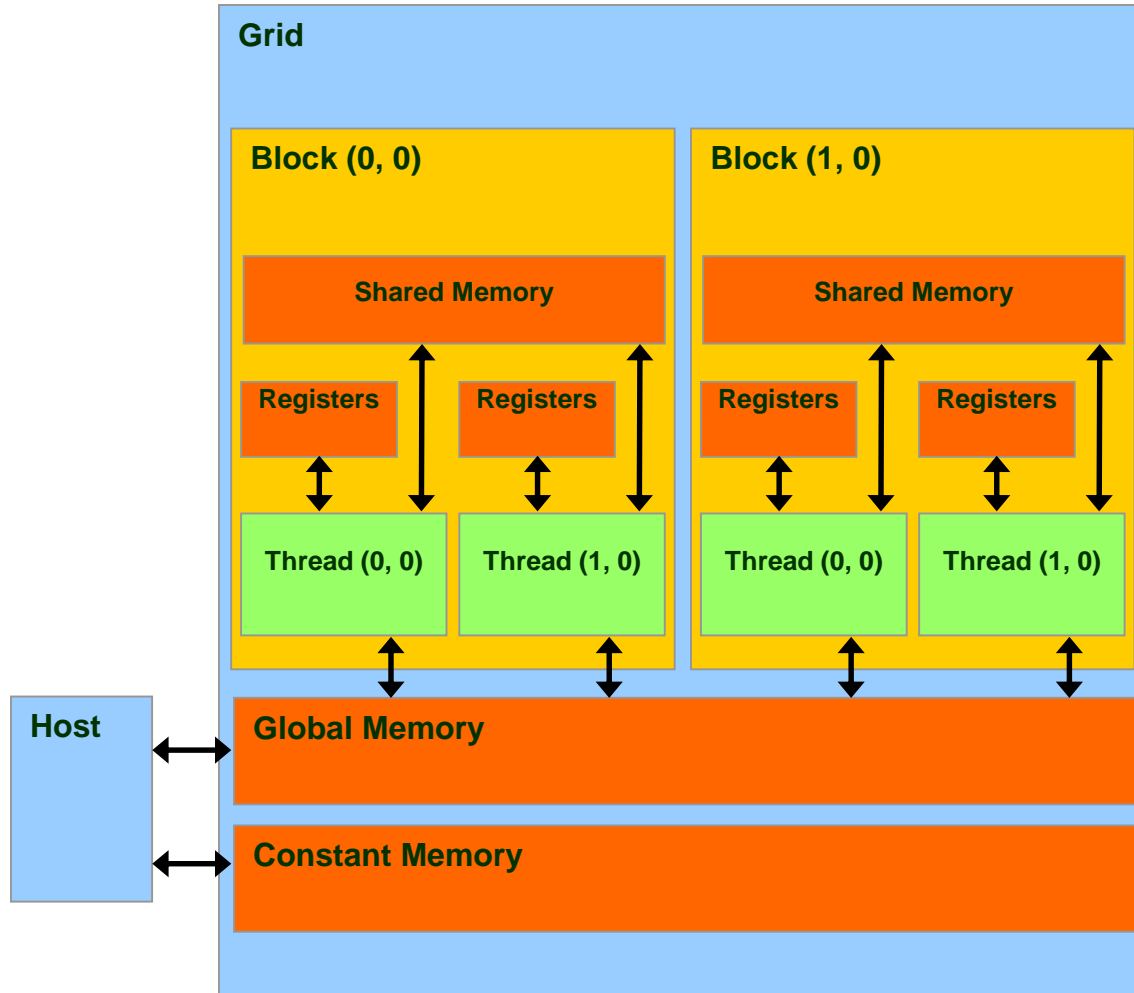 Grid
Block (0, 0)
Block (1, 0)
Shared Memory
Shared Memory
Registers
Registers
Registers
Registers
Thread (0, 0)
Thread (1, 0)
Thread (0, 0)
Thread (1, 0)
Host
Global Memory
Constant Memory